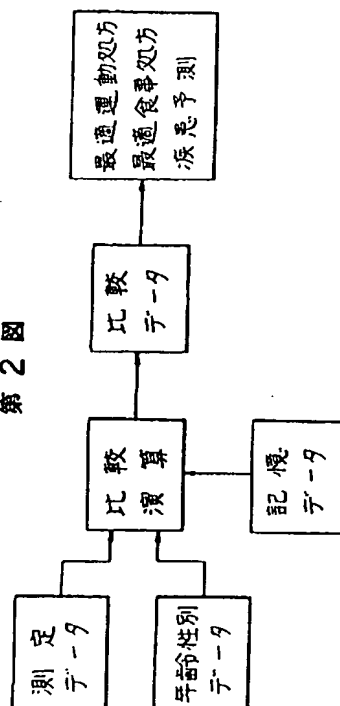 第2図
測定
データ
年齢性別
データ
比較
演算
記憶
データ
比較
データ
最適運動処方
最適食事処方
疾患予測